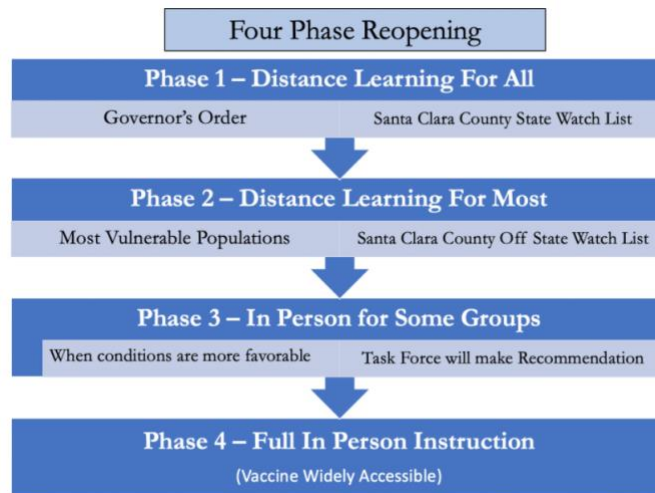 Four Phase Reopening
Phase 1 – Distance Learning For All
Governor's Order
Santa Clara County State Watch List
Phase 2 – Distance Learning For Most
Most Vulnerable Populations
Santa Clara County Off State Watch List
Phase 3 – In Person for Some Groups
When conditions are more favorable
Task Force will make Recommendation
Phase 4 – Full In Person Instruction
(Vaccine Widely Accessible)